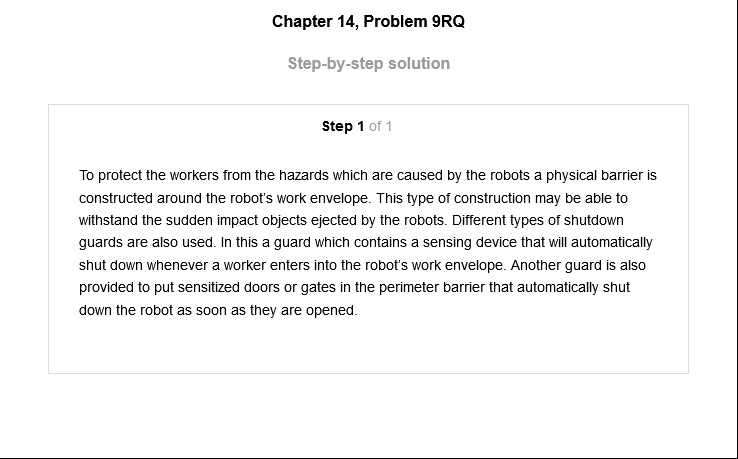 Chapter 14, Problem 9RQ
Step-by-step solution
Step 1 of 1
To protect the workers from the hazards which are caused by the robots a physical barrier is
constructed around the robot's work envelope. This type of construction may be able to
withstand the sudden impact objects ejected by the robots. Different types of shutdown
guards are also used. In this a guard which contains a sensing device that will automatically
shut down whenever a worker enters into the robot's work envelope. Another guard is also
provided to put sensitized doors or gates in the perimeter barrier that automatically shut
down the robot as soon as they are opened.